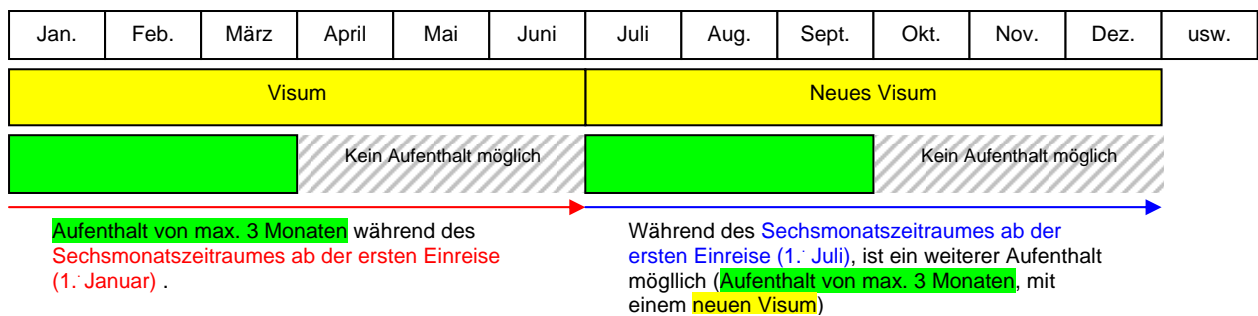 Jan. Feb. März April Mai Juni Juli Aug. Sept. Okt. Nov. Dez. usw.
Visum Neues Visum
Kein Aufenthalt möglich Kein Aufenthalt möglich
Aufenthalt von max. 3 Monaten während des
Sechsmonatszeitraumes ab der ersten Einreise
(1. Januar) .
Während des Sechsmonatszeitraumes ab der
ersten Einreise (1. Juli), ist ein weiterer Aufenthalt
mögllich (Aufenthalt von max. 3 Monaten, mit
einem neuen Visum)